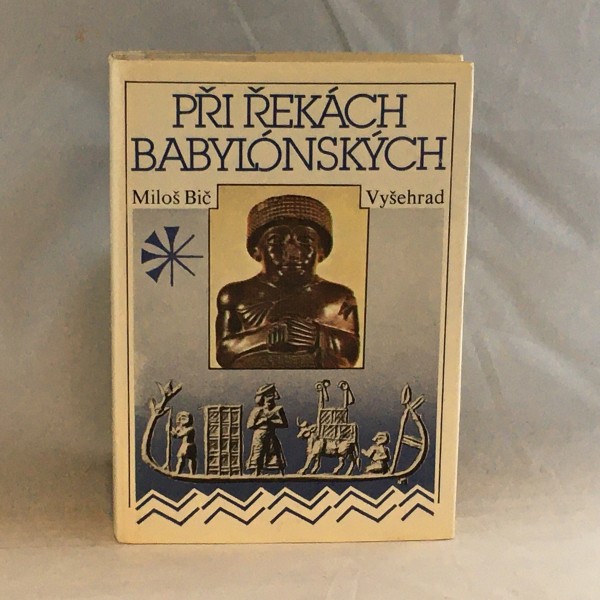 PŘI ŘEKÁCH
BABYLÓNSKÝCH
Miloš Bič Vyšehrad